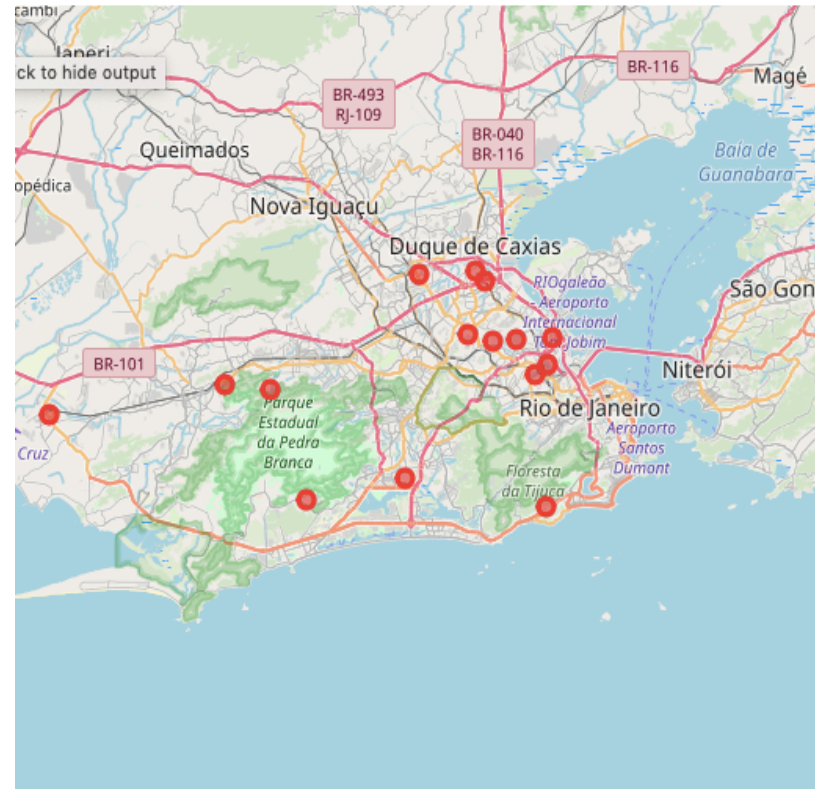 cambi
Japeri
ck to hide output
BR-116
Magé
BR-493
RJ-109
BR-040
BR-116
Queimados
Baía de
Guanabara
opédica
Nova Iguaçu
Duque de Caxias
RIOgaleão
- Aeroporto
Internacional
Tom Jobim
São Gon
BR-101
Niterói
Parque
Estadual
da Pedra
Branca
Rio de Janeiro
Aeroporto
Santos
Dumont
Cruz
Floresta
da Tijuca